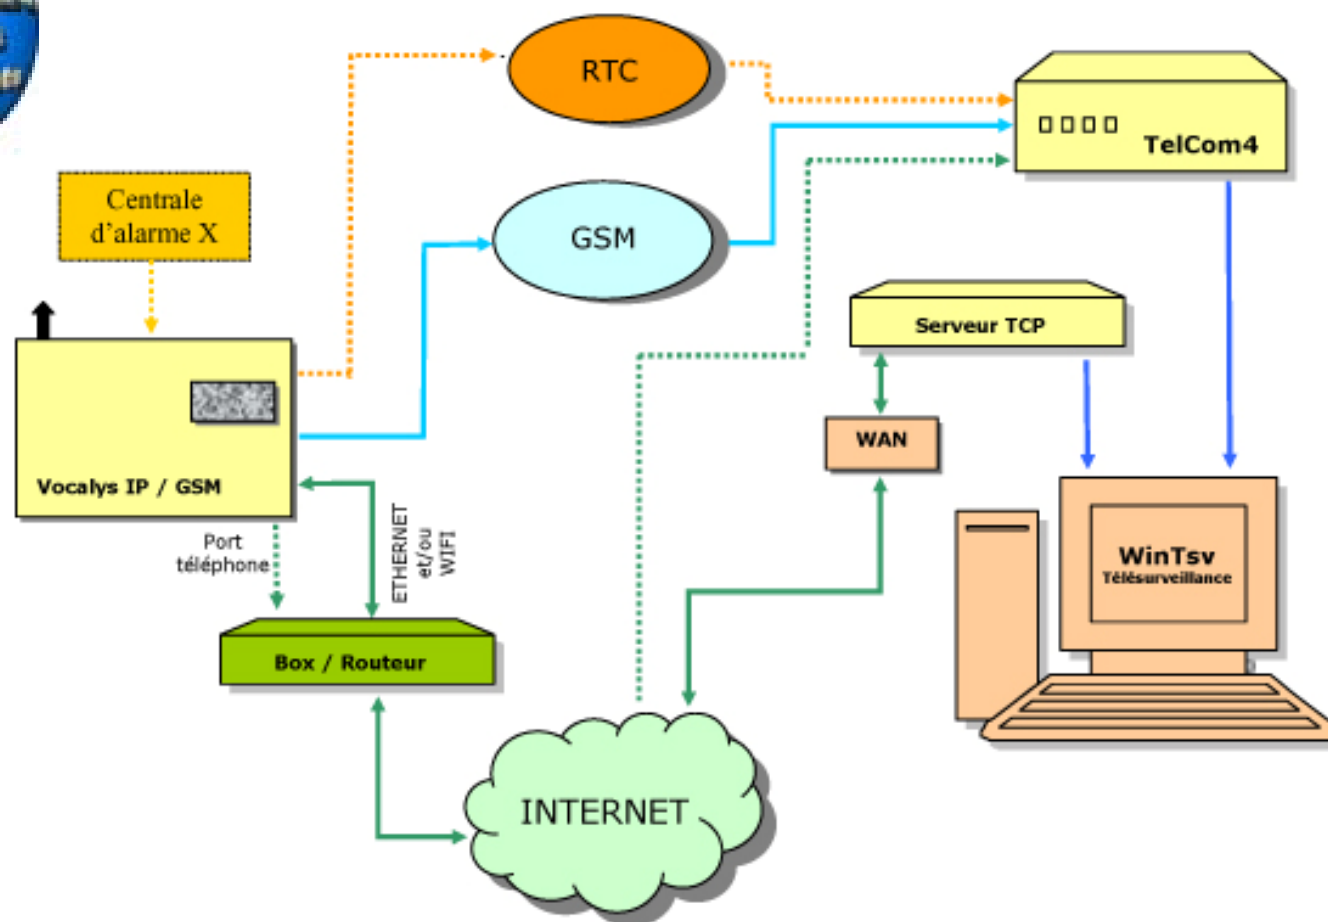 RTC
TelCom4
Centrale
d'alarme X
GSM
Serveur TCP
WAN
Vocalys IP / GSM
Port
téléphone
ETHERNET
et/ou
WIFI
WinTsv
Télésurveillance
Box / Routeur
INTERNET